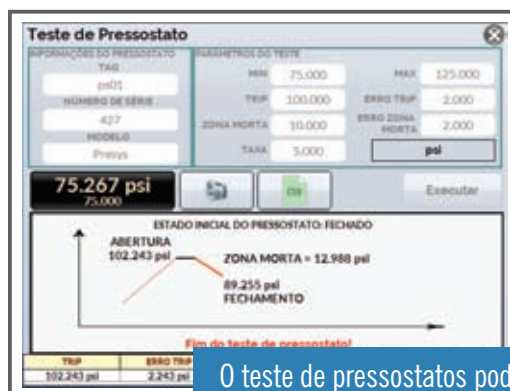 Teste de Pressostato
INFORMAÇÕES DO PRESSOSTATO
PARÂMETROS DO TESTE
TAG
ps01
NÚMERO DE SÉRIE
427
MODELO
Presys
MIN 75.000 MAX 125.000
TRIP 100.000 ERRO TRIP 2.000
ZONA MORTA 10.000 ERRO ZONA MORTA 2.000
TAXA 5.000 psi
75.267 psi
75.000
Executar
ESTADO INICIAL DO PRESSOSTATO: FECHADO
ABERTURA
102.243 psi
ZONA MORTA = 12.988 psi
89.255 psi
FECHAMENTO
Fim do teste de pressostato!
TRIP ERRO TRIP
102.243 psi 2.243 psi
O teste de pressostatos pod